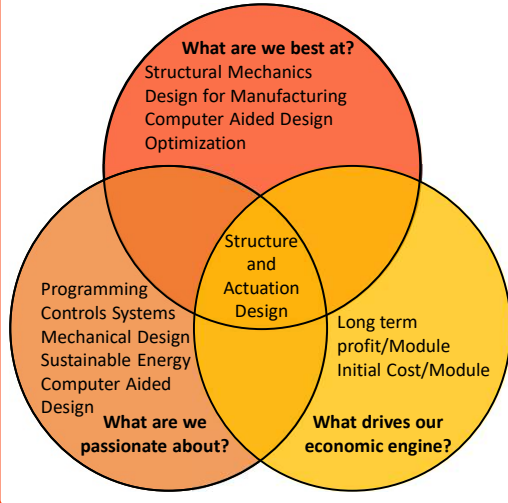 What are we best at?
Structural Mechanics
Design for Manufacturing
Computer Aided Design
Optimization
Structure
and
Actuation
Design
Programming
Controls Systems
Mechanical Design
Sustainable Energy
Computer Aided
Design
What are we
passionate about?
Long term
profit/Module
Initial Cost/Module
What drives our
economic engine?